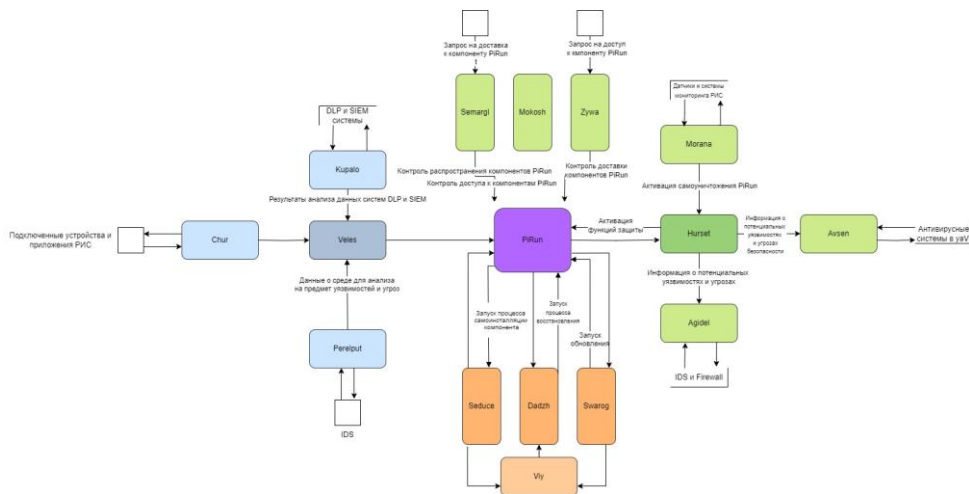 Запрос на доставка
к компоненту PiRun
t
Запрос на доступ
к кмпоненту PiRun
DLP и SIEM
системы
Semargl
Mokosh
Zywa
Датчики и системы
мониторинга РИС
Kupalo
Morana
Контроль распространения компонентов PiRun
Контроль доступа к компонентам PiRun
Контроль доставки
компонентов PiRun
Активация самоуничтожения PiRun
Результаты анализа данных систем DLP и SIEM
Подключенные устройства и
приложения РИС
Chur
Veles
PiRun
Активация
функций защиты
Hurset
Информация о
потенциальных
уязвимостях
и угрозах
безопасности
Avsen
Антивирусные
системы в yaV
Данные о среде для анализа
на предмет уязвимостей и угроз
Информация о потенциальных
уязвимостях и угрозах
Запуск процесса
самоинсталляции
компонента
Запуск
процесса
восстановления
Запуск
обновления
Perelput
Agidel
IDS
IDS и Firewall
Seduce
Dadzh
Swarog
Viy